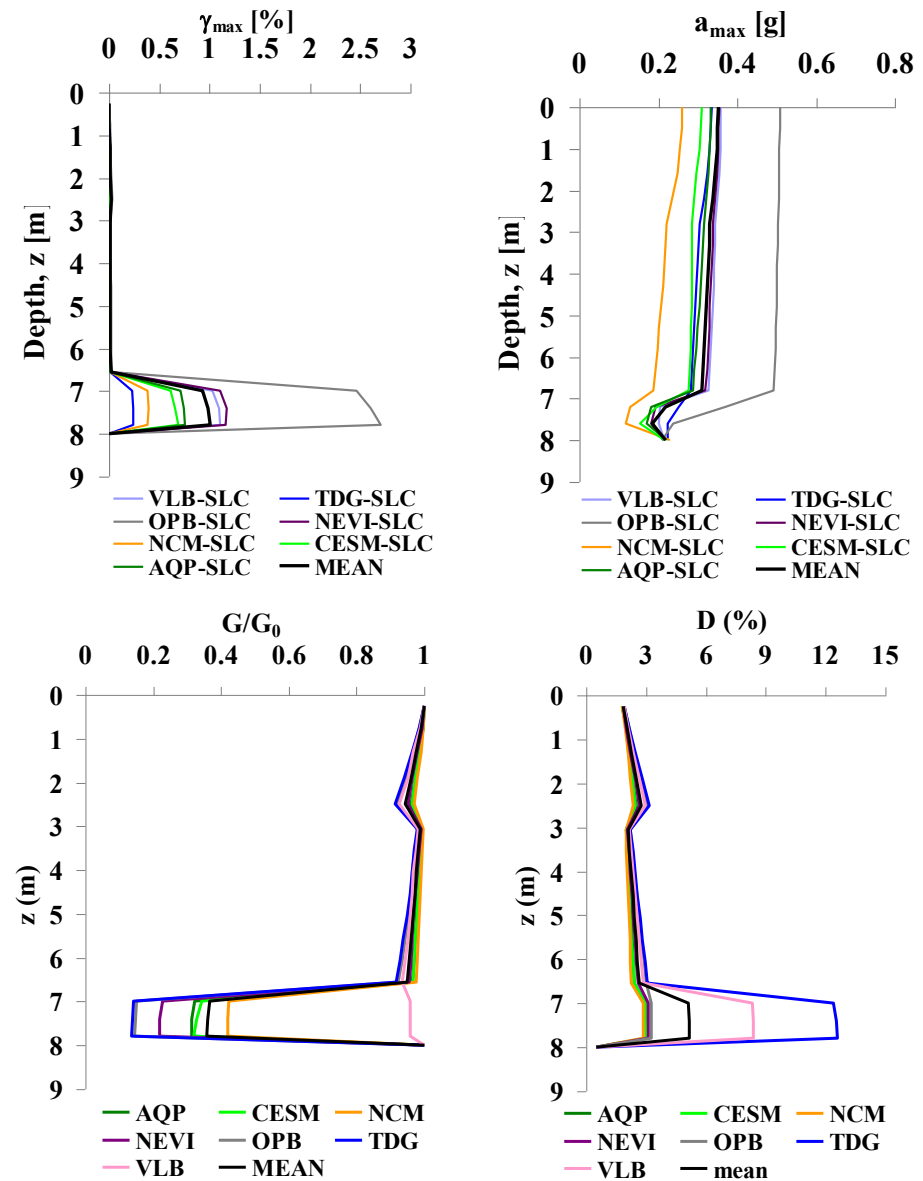 γmax [%]
0 0.5 1 1.5 2 2.5 3
Depth, z [m]
0
1
2
3
4
5
6
7
8
9
VLB-SLC TDG-SLC
OPB-SLC NEVI-SLC
NCM-SLC CESM-SLC
AQP-SLC MEAN
amax [g]
0 0.2 0.4 0.6 0.8
Depth, z [m]
0
1
2
3
4
5
6
7
8
9
VLB-SLC TDG-SLC
OPB-SLC NEVI-SLC
NCM-SLC CESM-SLC
AQP-SLC MEAN
G/G0
0 0.2 0.4 0.6 0.8 1
z (m)
0
1
2
3
4
5
6
7
8
9
AQP CESM NCM
NEVI OPB TDG
VLB MEAN
D (%)
0 3 6 9 12 15
z (m)
0
1
2
3
4
5
6
7
8
9
AQP CESM NCM
NEVI OPB TDG
VLB mean